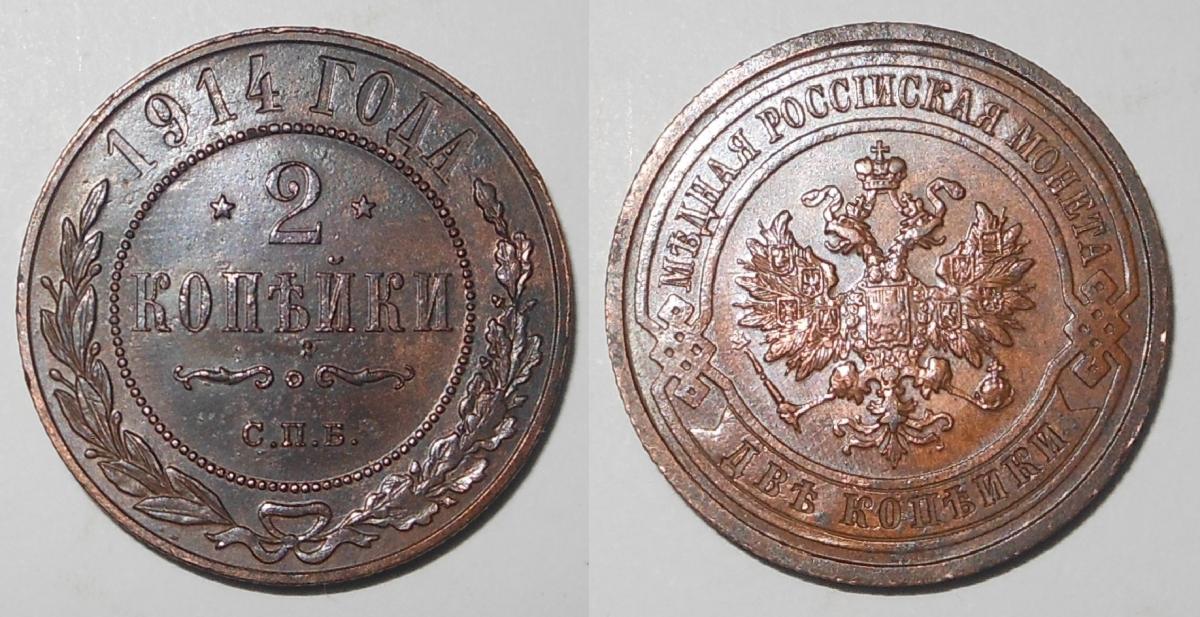 1914 ГОДА
2
КОПѢЙКИ
С.П.Б.
МѢДНАЯ РОССІЙСКАЯ МОНЕТА
ДВѢ КОПѢЙКИ